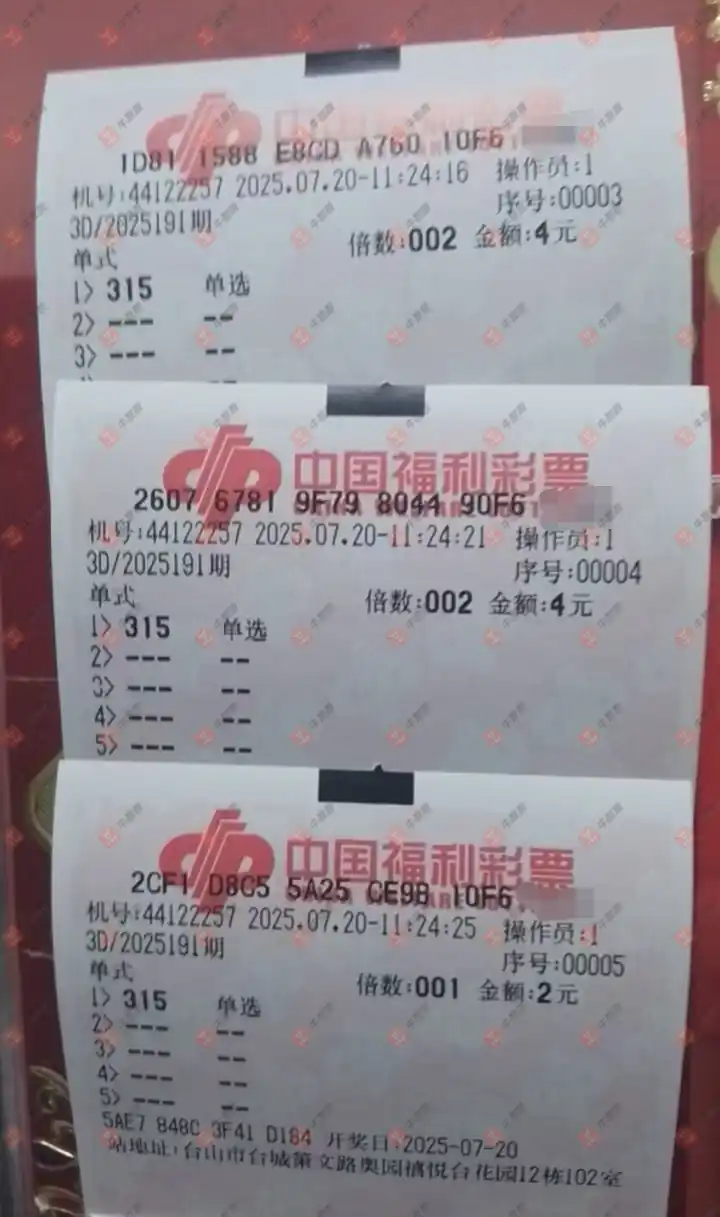 中国福利彩票
1D81 1588 E8CD A760 10F6
机号:44122257 2025.07.20-11:24:16 操作员:1
3D/2025191期 序号:00003
单式 倍数:002 金额:4元
1> 315 单选
2> --- --
3> --- --
中国福利彩票
2607 6781 9F79 8044 90F6
机号:44122257 2025.07.20-11:24:21 操作员:1
3D/2025191期 序号:00004
单式 倍数:002 金额:4元
1> 315 单选
2> --- --
3> --- --
4> --- --
5> --- --
中国福利彩票
2CF1 D8C5 5A25 CE9B 10F6
机号:44122257 2025.07.20-11:24:25 操作员:1
3D/2025191期 序号:00005
单式 倍数:001 金额:2元
1> 315 单选
2> --- --
3> --- --
4> --- --
5> --- --
5AE7 848C 3F41 D184 开奖日:2025-07-20
站地址:台山市台城策文路奥园禧悦台花园12栋102室